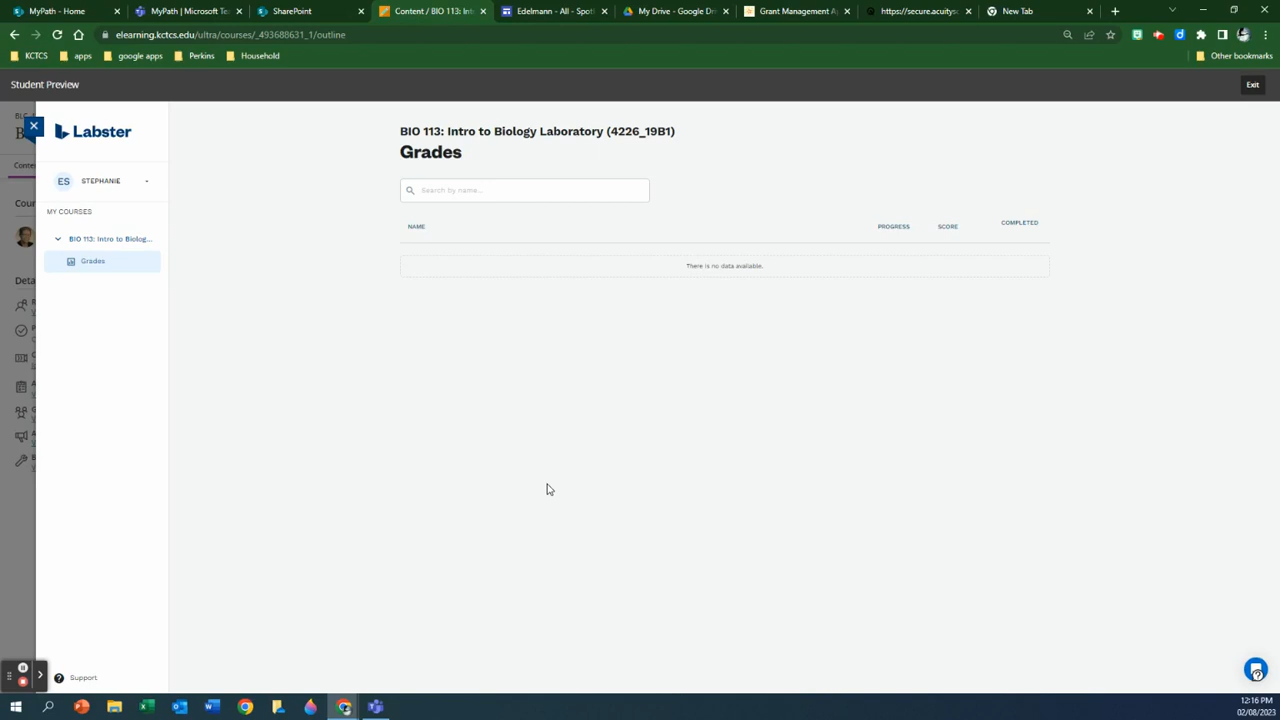 MyPath - Home
MyPath | Microsoft Te
SharePoint
Content / BIO 113: Int
Edelmann - All - Spot
My Drive - Google D
Grant Management A
https://secure.acuitys
New Tab
elearning.kctcs.edu/ultra/courses/_493688631_1/outline
KCTCS
apps
google apps
Perkins
Household
Other bookmarks
Student Preview
Exit
Labster
ES STEPHANIE
MY COURSES
BIO 113: Intro to Biolog...
Grades
Conte
Cour
Deta
BIO 113: Intro to Biology Laboratory (4226_19B1)
Grades
Search by name...
NAME PROGRESS SCORE COMPLETED
There is no data available.
Support
12:16 PM
02/08/2023